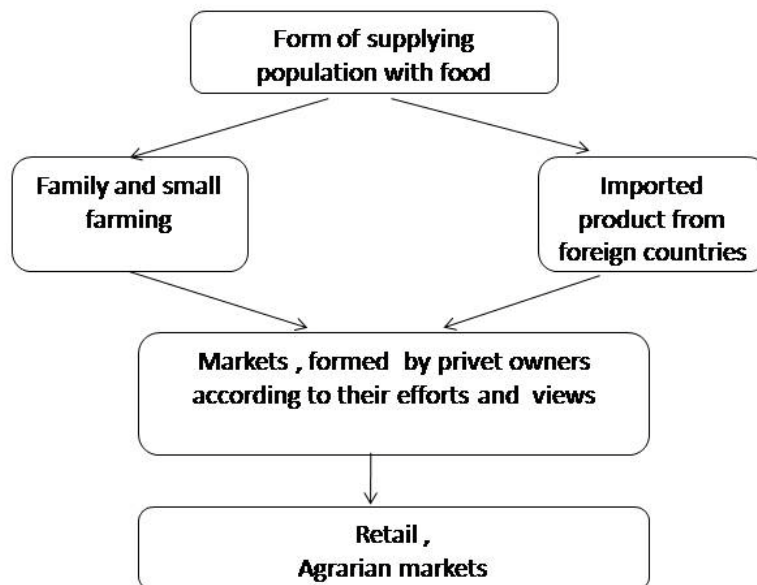 Form of supplying
population with food
Family and small
farming
Imported
product from
foreign countries
Markets , formed by privet owners
according to their efforts and views
Retail ,
Agrarian markets